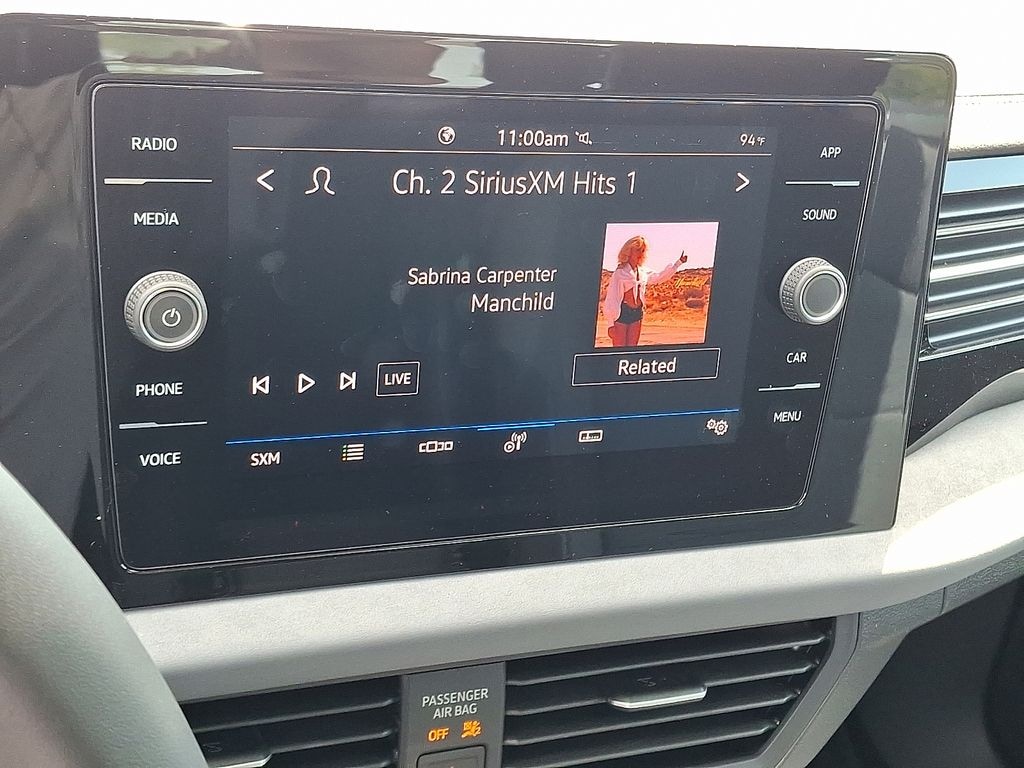 RADIO
MEDIA
PHONE
VOICE
11:00am
94°F
Ch. 2 SiriusXM Hits 1
Sabrina Carpenter
Manchild
Related
LIVE
SXM
APP
SOUND
CAR
MENU
PASSENGER
AIR BAG
OFF